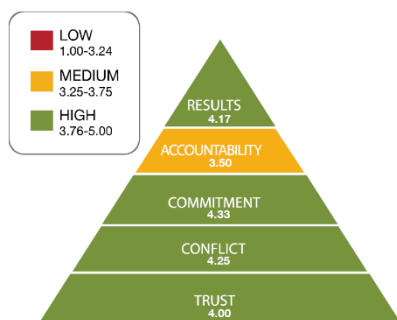 LOW
1.00-3.24
MEDIUM
3.25-3.75
HIGH
3.76-5.00
RESULTS
4.17
ACCOUNTABILITY
3.50
COMMITMENT
4.33
CONFLICT
4.25
TRUST
4.00